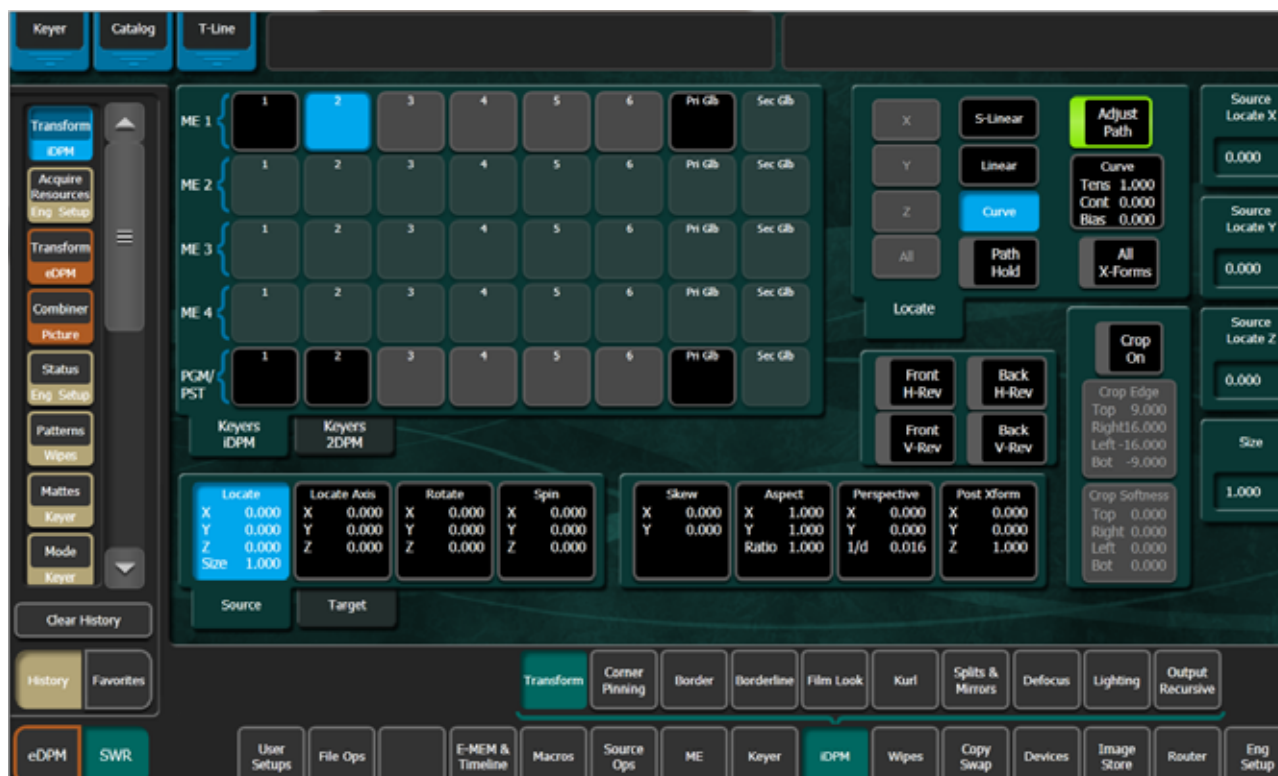 Keyer
Catalog
T-Line
Transform
iDPM
Acquire
Resources
Eng Setup
Transform
eDPM
Combiner
Picture
Status
Eng Setup
Patterns
Wipes
Mattes
Keyer
Mode
Keyer
Clear History
History
Favorites
eDPM
SWR
ME 1
1
2
3
4
5
6
Pri Glb
Sec Glb
ME 2
1
2
3
4
5
6
Pri Glb
Sec Glb
ME 3
1
2
3
4
5
6
Pri Glb
Sec Glb
ME 4
1
2
3
4
5
6
Pri Glb
Sec Glb
PGM/
PST
1
2
3
4
5
6
Pri Glb
Sec Glb
Keyers
iDPM
Keyers
2DPM
X
Y
Z
All
S-Linear
Linear
Curve
Path
Hold
Adjust
Path
Curve
Tens 1.000
Cont 0.000
Bias 0.000
All
X-Forms
Locate
Front
H-Rev
Back
H-Rev
Front
V-Rev
Back
V-Rev
Crop
On
Crop Edge
Top 9.000
Right16.000
Left -16.000
Bot -9.000
Crop Softness
Top 0.000
Right 0.000
Left 0.000
Bot 0.000
Source
Locate X
0.000
Source
Locate Y
0.000
Source
Locate Z
0.000
Size
1.000
Locate
X 0.000
Y 0.000
Z 0.000
Size 1.000
Locate Axis
X 0.000
Y 0.000
Z 0.000
Rotate
X 0.000
Y 0.000
Z 0.000
Spin
X 0.000
Y 0.000
Z 0.000
Skew
X 0.000
Y 0.000
Aspect
X 1.000
Y 1.000
Ratio 1.000
Perspective
X 0.000
Y 0.000
1/d 0.016
Post Xform
X 0.000
Y 0.000
Z 1.000
Source
Target
Transform
Corner
Pinning
Border
Borderline
Film Look
Kurl
Splits &
Mirrors
Defocus
Lighting
Output
Recursive
User
Setups
File Ops
E-MEM &
Timeline
Macros
Source
Ops
ME
Keyer
iDPM
Wipes
Copy
Swap
Devices
Image
Store
Router
Eng
Setup